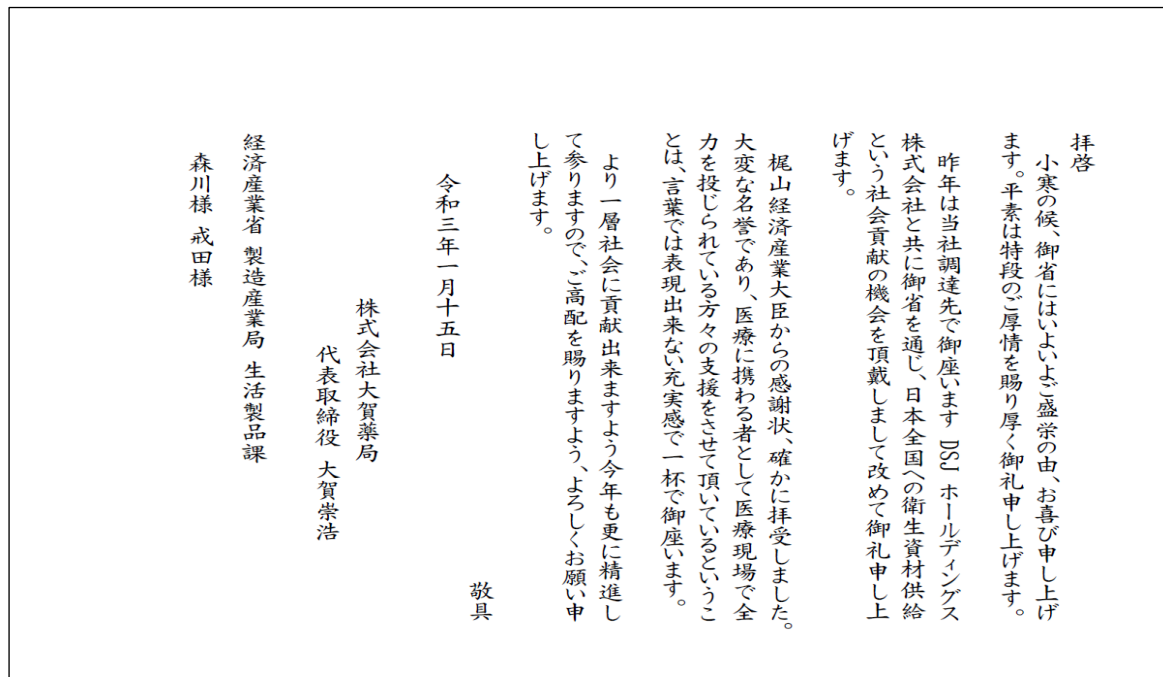 拝啓
小寒の候、御省にはいよいよご盛栄の由、お喜び申し上げ
ます。平素は特段のご厚情を賜り厚く御礼申し上げます。
昨年は当社調達先で御座います DSJ ホールディングス
株式会社と共に御省を通じ、日本全国への衛生資材供給
という社会貢献の機会を頂戴しまして改めて御礼申し上
げます。
梶山経済産業大臣からの感謝状、確かに拝受しました。
大変な名誉であり、医療に携わる者として医療現場で全
力を投じられている方々の支援をさせて頂いているというこ
とは、言葉では表現出来ない充実感で一杯で御座います。
より一層社会に貢献出来ますよう今年も更に精進し
て参りますので、ご高配を賜りますよう、よろしくお願い申
し上げます。
敬具
令和三年一月十五日
株式会社大賀薬局
代表取締役 大賀崇浩
経済産業省 製造産業局 生活製品課
森川様 戒田様